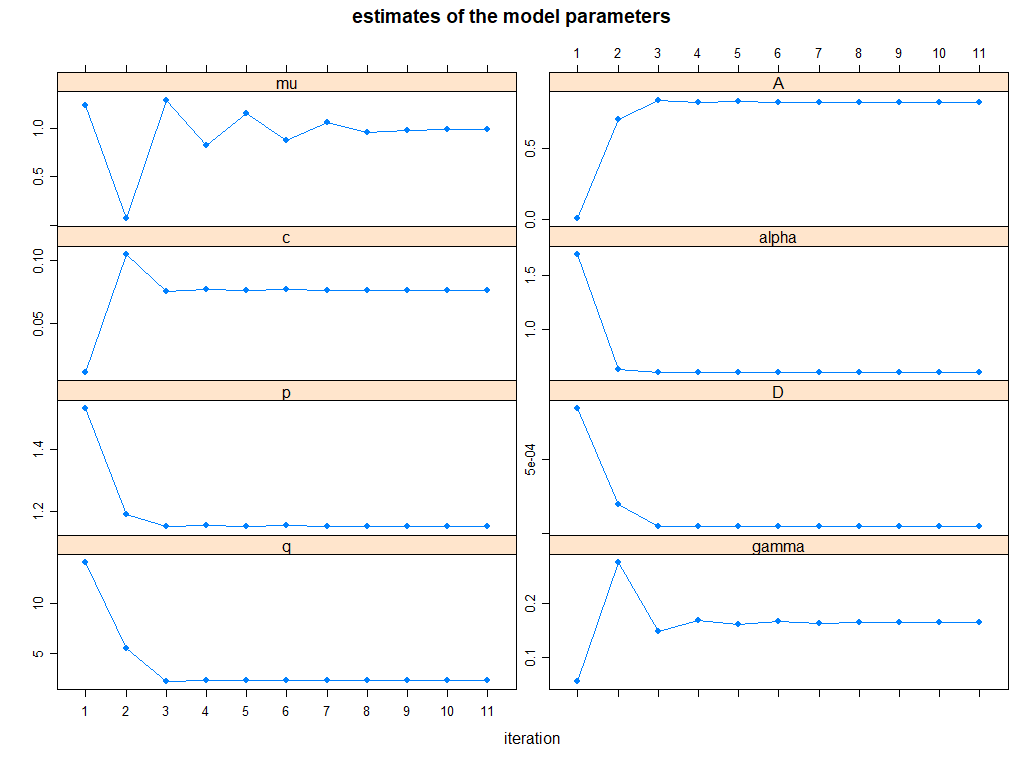 estimates of the model parameters
1 2 3 4 5 6 7 8 9 10 11
mu
0.5 1.0
A
0.0 0.5
c
0.05 0.10
alpha
1.0 1.5
p
1.2 1.4
D
5e-04
q
5 10
gamma
0.1 0.2
1 2 3 4 5 6 7 8 9 10 11
iteration